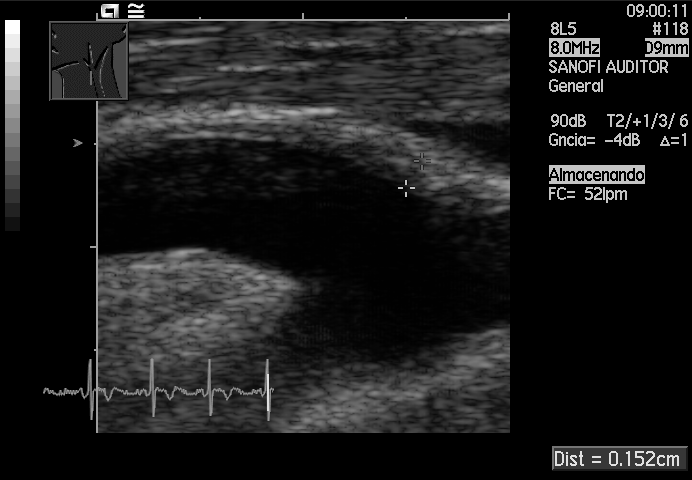 09:00:11
8L5 #118
8.0MHz D9mm
SANOFI AUDITOR
General
90dB T2/+1/3/ 6
Gncia= -4dB Δ=1
Almacenando
FC= 52lpm
Dist = 0.152cm